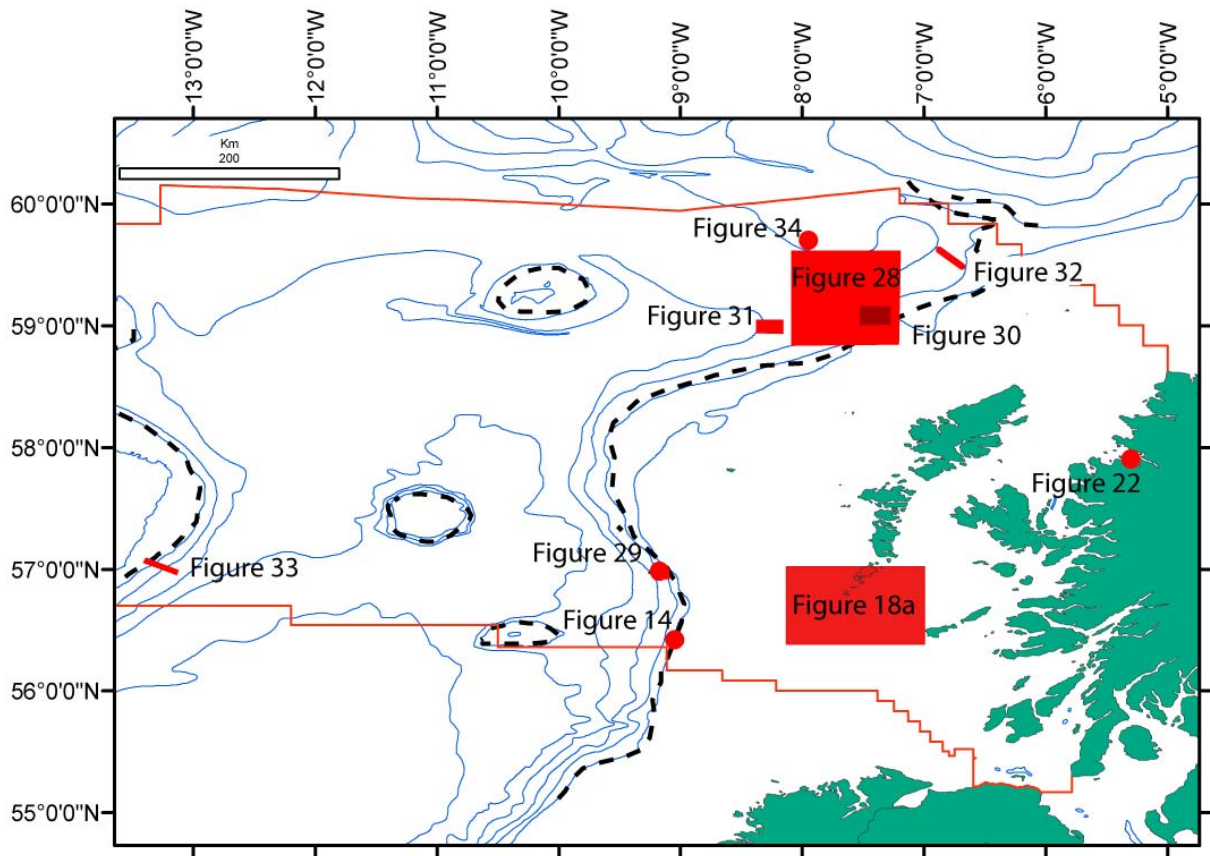 13°0'0"W
12°0'0"W
11°0'0"W
10°0'0"W
9°0'0"W
8°0'0"W
7°0'0"W
6°0'0"W
5°0'0"W
Km
200
60°0'0"N
Figure 34
Figure 28
Figure 32
59°0'0"N
Figure 31
Figure 30
58°0'0"N
Figure 22
57°0'0"N
Figure 33
Figure 29
Figure 18a
Figure 14
56°0'0"N
55°0'0"N